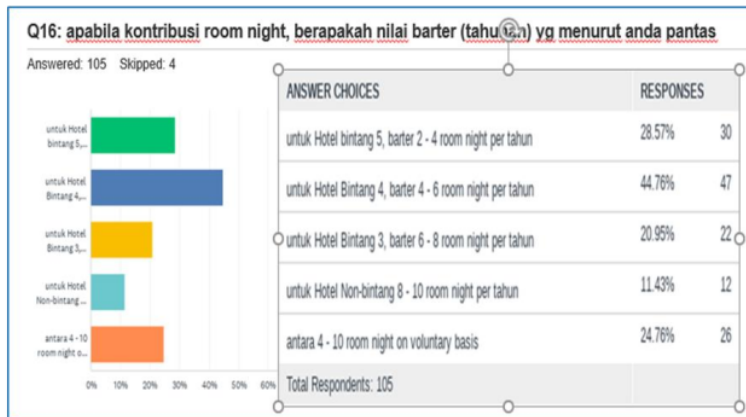 Q16: apabila kontribusi room night, berapakah nilai barter (tahunan) yg menurut anda pantas
Answered: 105 Skipped: 4
untuk Hotel
bintang 5,...
untuk Hotel
Bintang 4,...
untuk Hotel
Bintang 3,...
untuk Hotel
Non-bintang ...
antara 4 - 10
room night o...
0% 10% 20% 30% 40% 50% 60%
ANSWER CHOICES RESPONSES
untuk Hotel bintang 5, barter 2 - 4 room night per tahun 28.57% 30
untuk Hotel Bintang 4, barter 4 - 6 room night per tahun 44.76% 47
untuk Hotel Bintang 3, barter 6 - 8 room night per tahun 20.95% 22
untuk Hotel Non-bintang 8 - 10 room night per tahun 11.43% 12
antara 4 - 10 room night on voluntary basis 24.76% 26
Total Respondents: 105